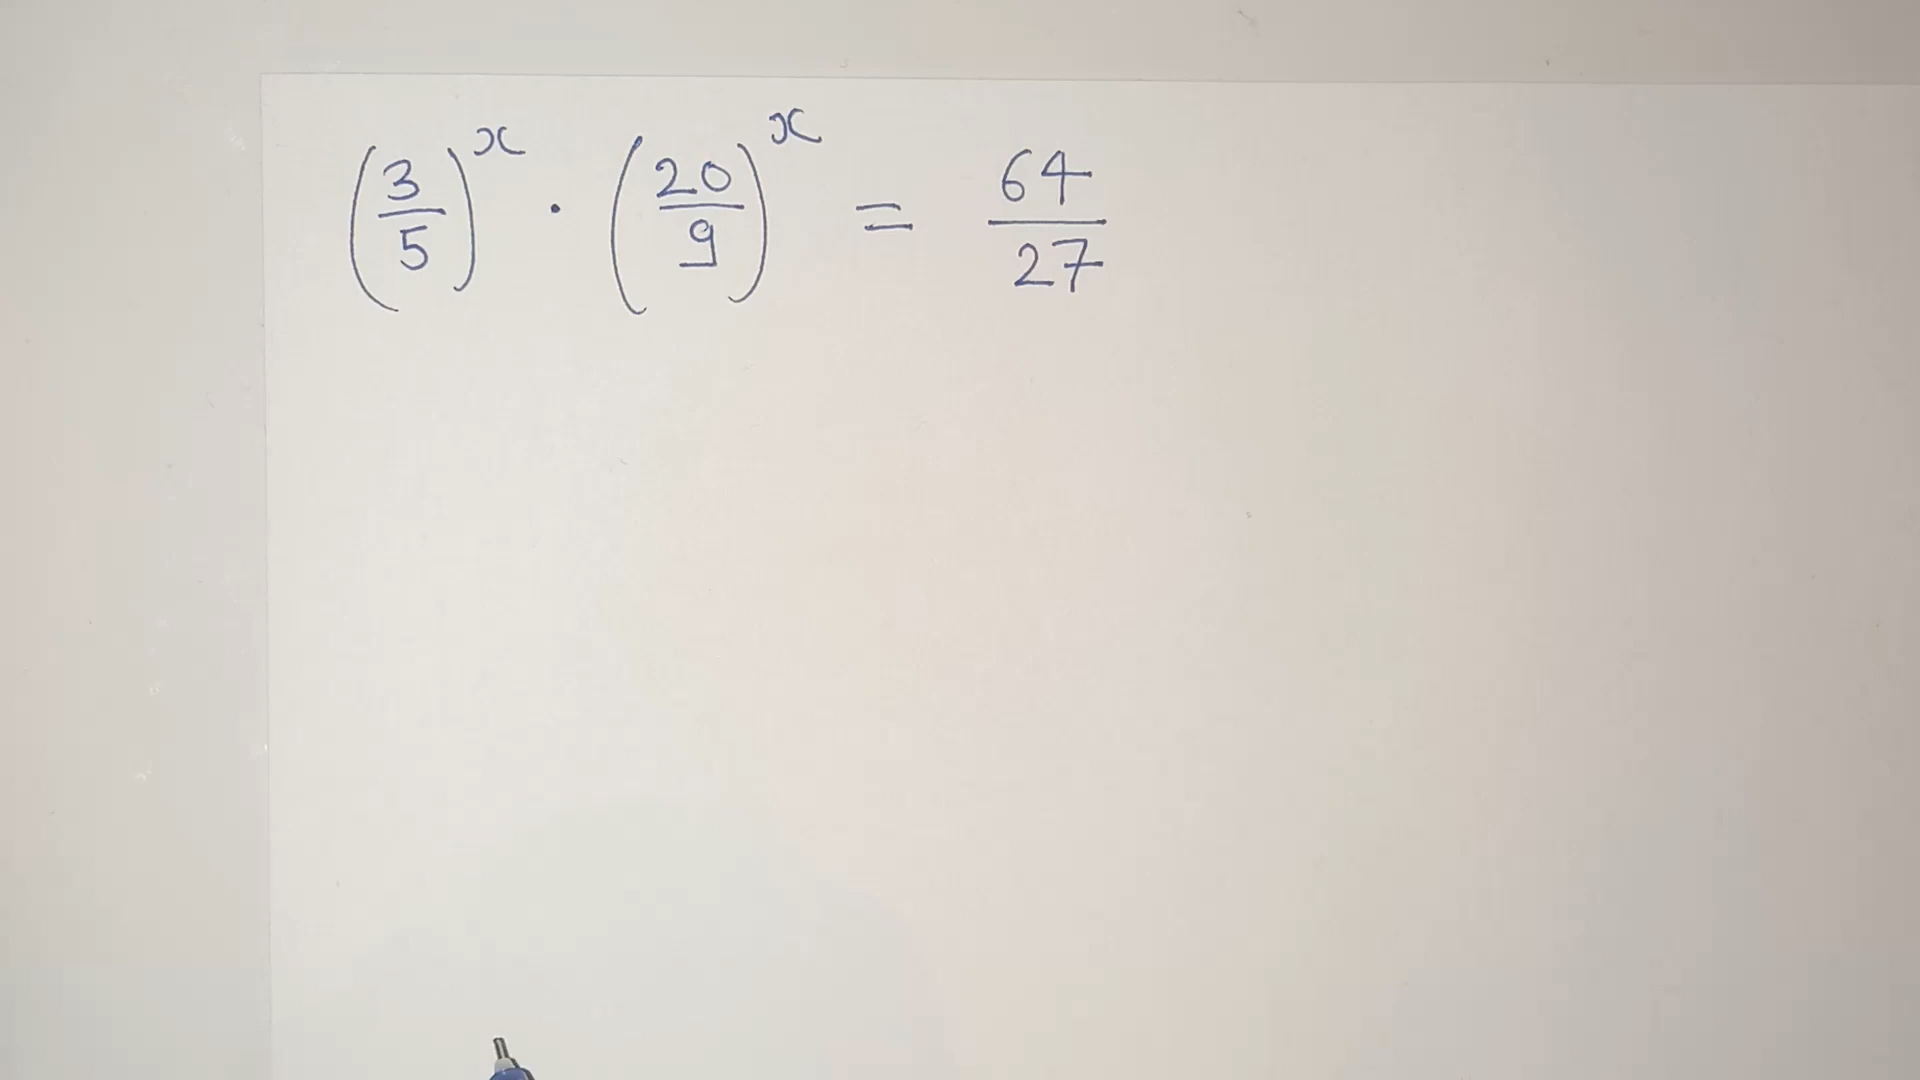 (3/5)^x · (20/9)^x = 64/27